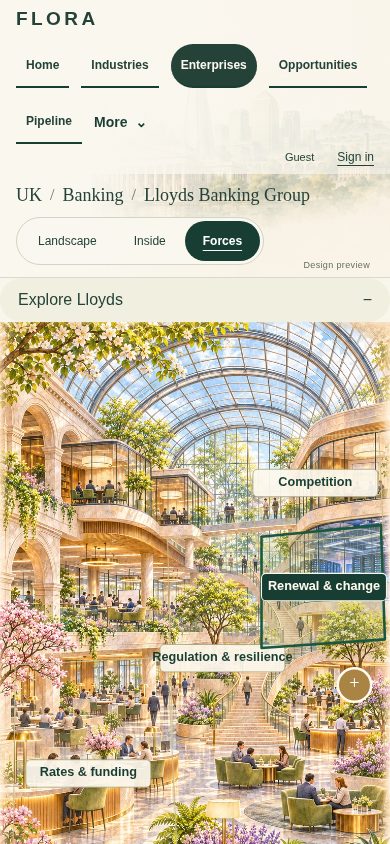 FLORA
Home Industries Enterprises Opportunities
Pipeline More
Guest Sign in
UK / Banking / Lloyds Banking Group
Landscape Inside Forces
Design preview
Explore Lloyds −
Competition
Renewal & change
Regulation & resilience
+
Rates & funding